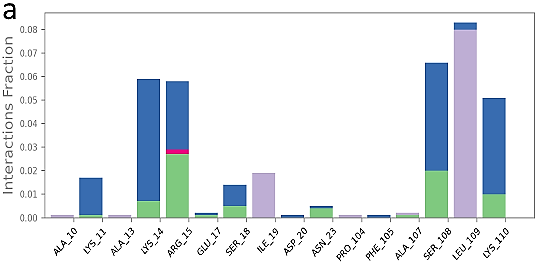 a
Interactions Fraction
0.08
0.07
0.06
0.05
0.04
0.03
0.02
0.01
0.00
ALA_10
LYS_11
ALA_13
LYS_14
ARG_15
GLU_17
SER_18
ILE_19
ASP_20
ASN_23
PRO_104
PHE_105
ALA_107
SER_108
LEU_109
LYS_110